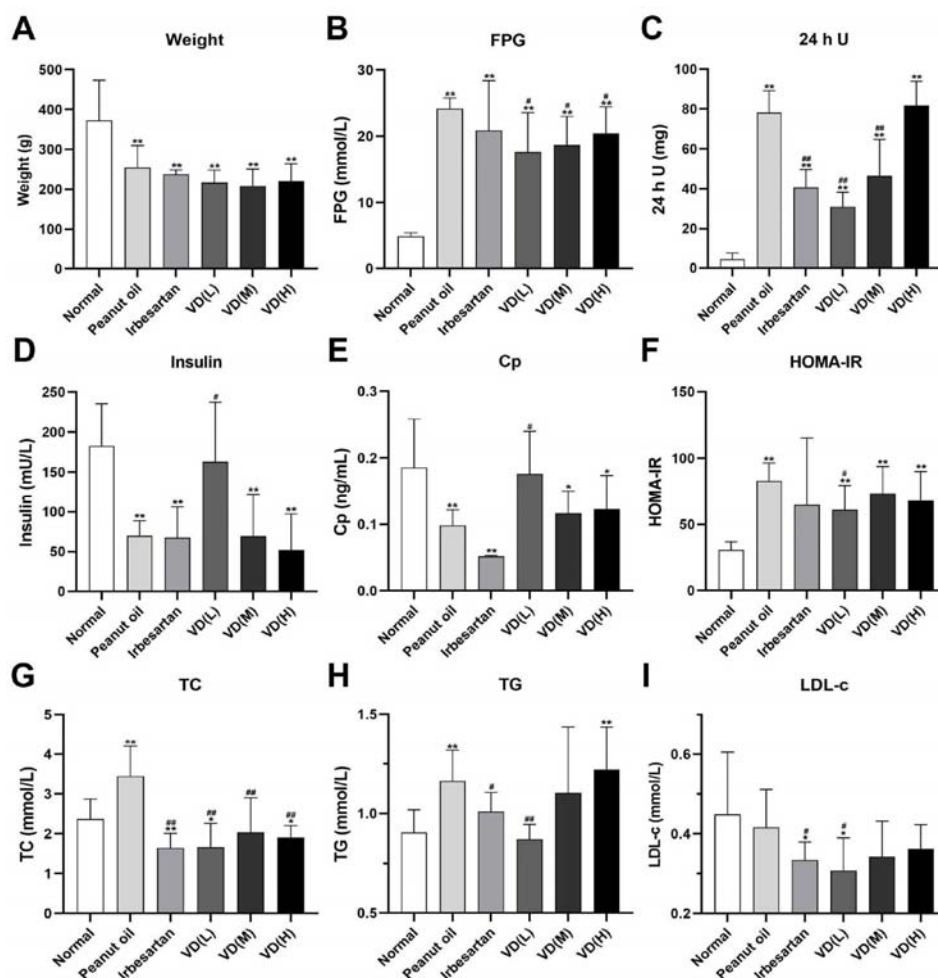 A Weight
Weight (g)
500
400
300
200
100
0
** ** ** ** **
Normal
Peanut oil
Irbesartan
VD(L)
VD(M)
VD(H)
B FPG
FPG (mmol/L)
30
20
10
0
** ** # ** # ** # **
Normal
Peanut oil
Irbesartan
VD(L)
VD(M)
VD(H)
C 24 h U
24 h U (mg)
100
80
60
40
20
0
** ## ** ## ** ## ** **
Normal
Peanut oil
Irbesartan
VD(L)
VD(M)
VD(H)
D Insulin
Insulin (mU/L)
250
200
150
100
50
0
** ** # ** **
Normal
Peanut oil
Irbesartan
VD(L)
VD(M)
VD(H)
E Cp
Cp (ng/mL)
0.3
0.2
0.1
0.0
** ** # * *
Normal
Peanut oil
Irbesartan
VD(L)
VD(M)
VD(H)
F HOMA-IR
HOMA-IR
150
100
50
0
** # ** ** **
Normal
Peanut oil
Irbesartan
VD(L)
VD(M)
VD(H)
G TC
TC (mmol/L)
5
4
3
2
1
0
** ## ** ## * ## ## *
Normal
Peanut oil
Irbesartan
VD(L)
VD(M)
VD(H)
H TG
TG (mmol/L)
1.5
1.0
0.5
** # ## **
Normal
Peanut oil
Irbesartan
VD(L)
VD(M)
VD(H)
I LDL-c
LDL-c (mmol/L)
0.6
0.4
0.2
# * # *
Normal
Peanut oil
Irbesartan
VD(L)
VD(M)
VD(H)